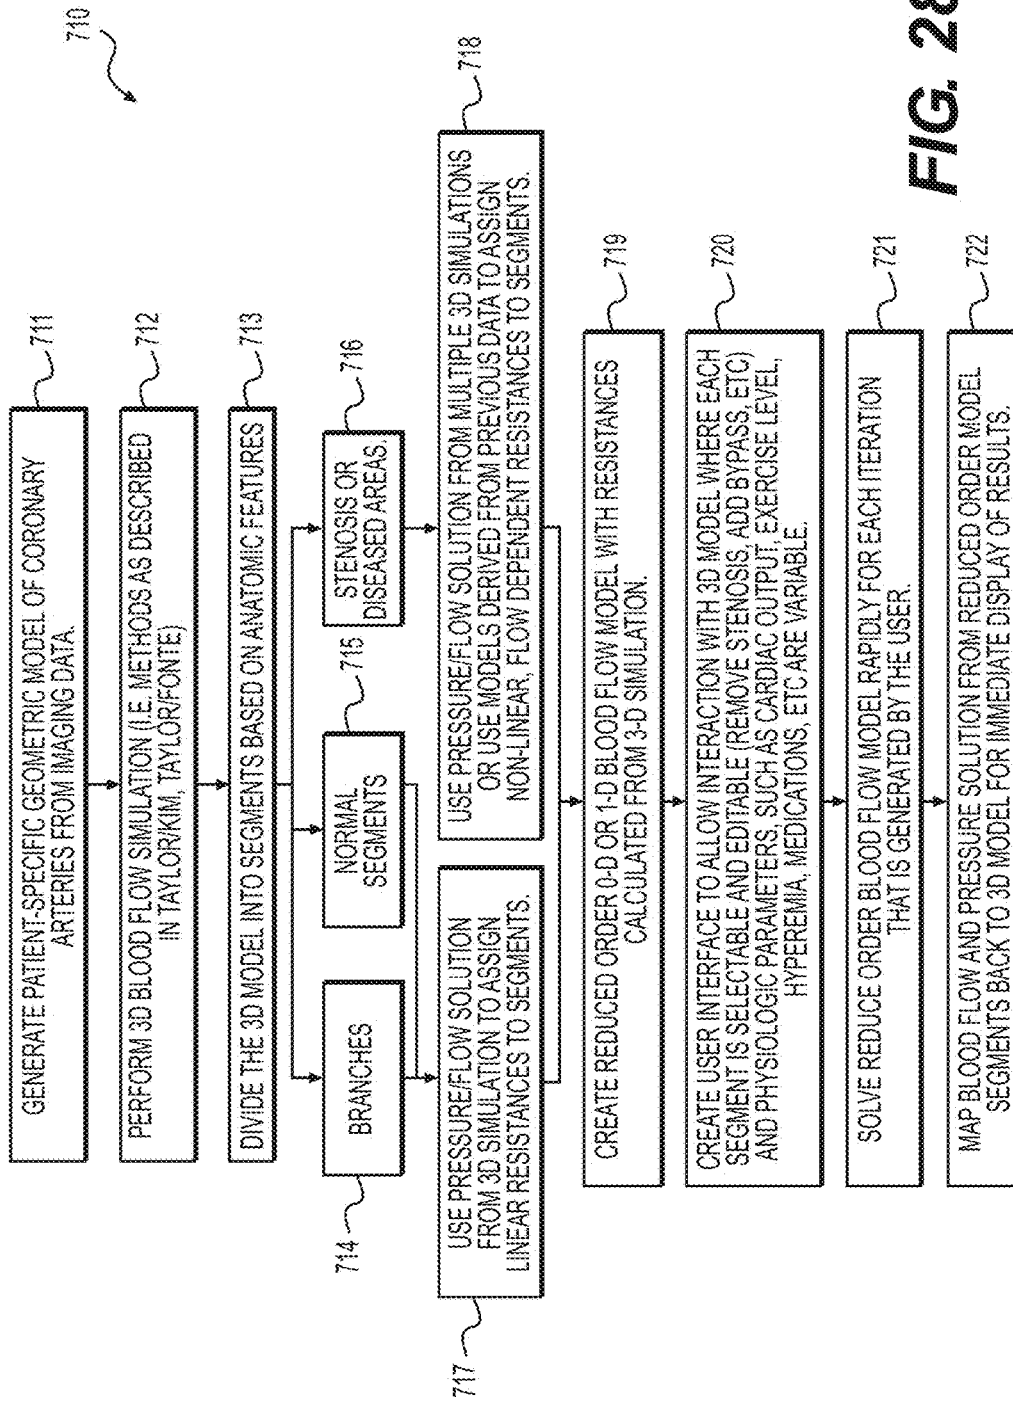 710
GENERATE PATIENT-SPECIFIC GEOMETRIC MODEL OF CORONARY
ARTERIES FROM IMAGING DATA.
711
PERFORM 3D BLOOD FLOW SIMULATION (I.E. METHODS AS DESCRIBED
IN TAYLOR/KIM, TAYLOR/FONTE)
712
DIVIDE THE 3D MODEL INTO SEGMENTS BASED ON ANATOMIC FEATURES
713
714
BRANCHES
NORMAL
SEGMENTS
715
STENOSIS OR
DISEASED AREAS.
716
717
USE PRESSURE/FLOW SOLUTION
FROM 3D SIMULATION TO ASSIGN
LINEAR RESISTANCES TO SEGMENTS.
USE PRESSURE/FLOW SOLUTION FROM MULTIPLE 3D SIMULATIONS
OR USE MODELS DERIVED FROM PREVIOUS DATA TO ASSIGN
NON-LINEAR, FLOW DEPENDENT RESISTANCES TO SEGMENTS.
718
CREATE REDUCED ORDER 0-D OR 1-D BLOOD FLOW MODEL WITH RESISTANCES
CALCULATED FROM 3-D SIMULATION.
719
CREATE USER INTERFACE TO ALLOW INTERACTION WITH 3D MODEL WHERE EACH
SEGMENT IS SELECTABLE AND EDITABLE (REMOVE STENOSIS, ADD BYPASS, ETC)
AND PHYSIOLOGIC PARAMETERS, SUCH AS CARDIAC OUTPUT, EXERCISE LEVEL,
HYPEREMIA, MEDICATIONS, ETC ARE VARIABLE.
720
SOLVE REDUCE ORDER BLOOD FLOW MODEL RAPIDLY FOR EACH ITERATION
THAT IS GENERATED BY THE USER.
721
MAP BLOOD FLOW AND PRESSURE SOLUTION FROM REDUCED ORDER MODEL
SEGMENTS BACK TO 3D MODEL FOR IMMEDIATE DISPLAY OF RESULTS.
722
FIG. 28